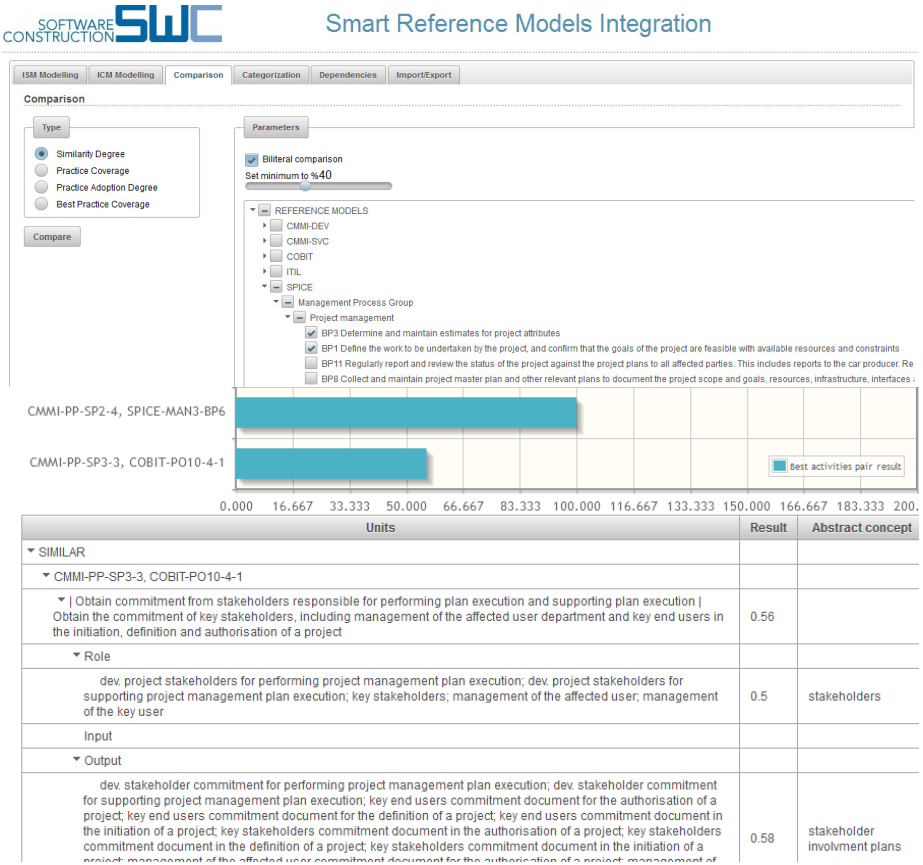 SOFTWARE
CONSTRUCTION SWC
Smart Reference Models Integration
ISM Modelling ICM Modelling Comparison Categorization Dependencies Import/Export
Comparison
Type
Similarity Degree
Practice Coverage
Practice Adoption Degree
Best Practice Coverage
Compare
Parameters
Biliteral comparison
Set minimum to %40
REFERENCE MODELS
CMMI-DEV
CMMI-SVC
COBIT
ITIL
SPICE
Management Process Group
Project management
BP3 Determine and maintain estimates for project attributes
BP1 Define the work to be undertaken by the project, and confirm that the goals of the project are feasible with available resources and constraints
BP11 Regularly report and review the status of the project against the project plans to all affected parties. This includes reports to the car producer. Re
BP8 Collect and maintain project master plan and other relevant plans to document the project scope and goals, resources, infrastructure, interfaces
CMMI-PP-SP2-4, SPICE-MAN3-BP6
CMMI-PP-SP3-3, COBIT-PO10-4-1
Best activities pair result
0.000 16.667 33.333 50.000 66.667 83.333 100.000 116.667 133.333 150.000 166.667 183.333 200.
Units Result Abstract concept
SIMILAR
CMMI-PP-SP3-3, COBIT-PO10-4-1
| Obtain commitment from stakeholders responsible for performing plan execution and supporting plan execution |
Obtain the commitment of key stakeholders, including management of the affected user department and key end users in
the initiation, definition and authorisation of a project
0.56
Role
dev. project stakeholders for performing project management plan execution; dev. project stakeholders for
supporting project management plan execution; key stakeholders; management of the affected user; management
of the key user
0.5 stakeholders
Input
Output
dev. stakeholder commitment for performing project management plan execution; dev. stakeholder commitment
for supporting project management plan execution; key end users commitment document for the authorisation of a
project; key end users commitment document for the definition of a project; key end users commitment document in
the initiation of a project; key stakeholders commitment document in the authorisation of a project; key stakeholders
commitment document in the definition of a project; key stakeholders commitment document in the initiation of a
project; management of the affected user commitment document for the authorisation of a project; management of
0.58 stakeholder
involvment plans